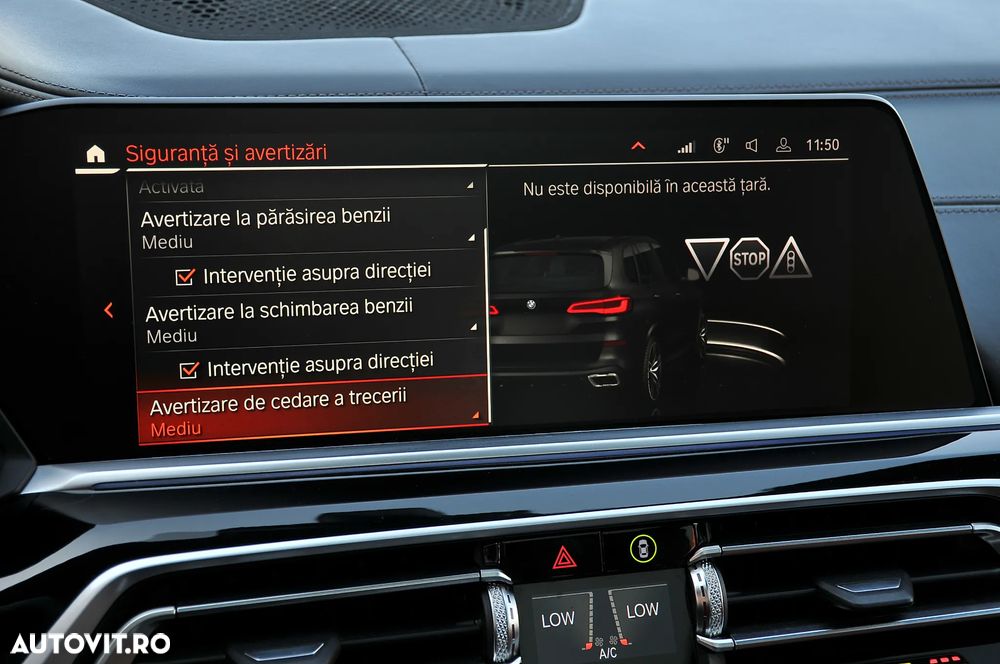 Siguranță și avertizări
11:50
Activată
Avertizare la părăsirea benzii
Mediu
Intervenție asupra direcției
Avertizare la schimbarea benzii
Mediu
Intervenție asupra direcției
Avertizare de cedare a trecerii
Mediu
Nu este disponibilă în această țară.
STOP
LOW
LOW
A/C
AUTOVIT.RO